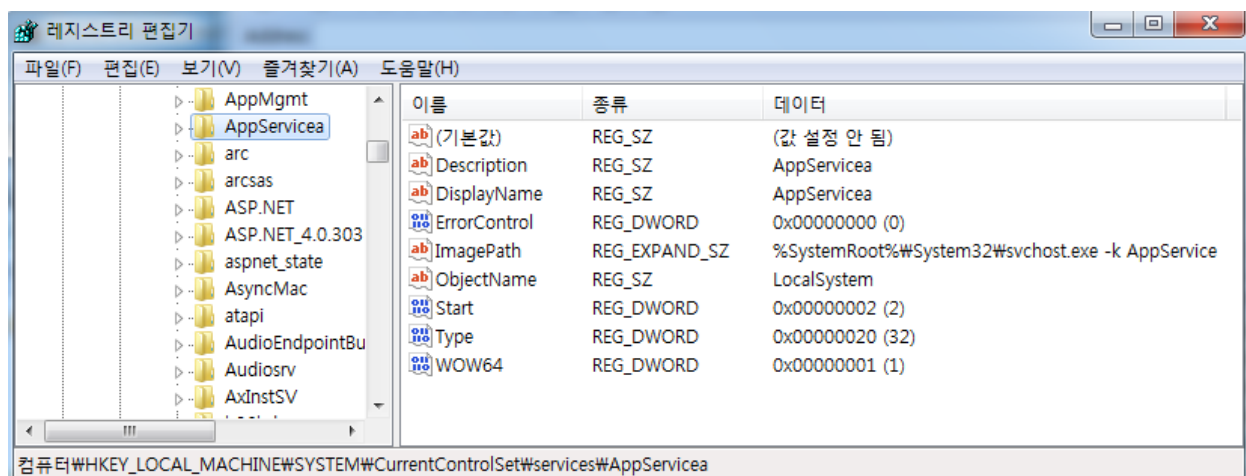 레지스트리 편집기
파일(F) 편집(E) 보기(V) 즐겨찾기(A) 도움말(H)
AppMgmt
AppServicea
arc
arcsas
ASP.NET
ASP.NET_4.0.303
aspnet_state
AsyncMac
atapi
AudioEndpointBu
Audiosrv
AxInstSV
이름 종류 데이터
(기본값) REG_SZ (값 설정 안 됨)
Description REG_SZ AppServicea
DisplayName REG_SZ AppServicea
ErrorControl REG_DWORD 0x00000000 (0)
ImagePath REG_EXPAND_SZ %SystemRoot%₩System32₩svchost.exe -k AppService
ObjectName REG_SZ LocalSystem
Start REG_DWORD 0x00000002 (2)
Type REG_DWORD 0x00000020 (32)
WOW64 REG_DWORD 0x00000001 (1)
컴퓨터₩HKEY_LOCAL_MACHINE₩SYSTEM₩CurrentControlSet₩services₩AppServicea